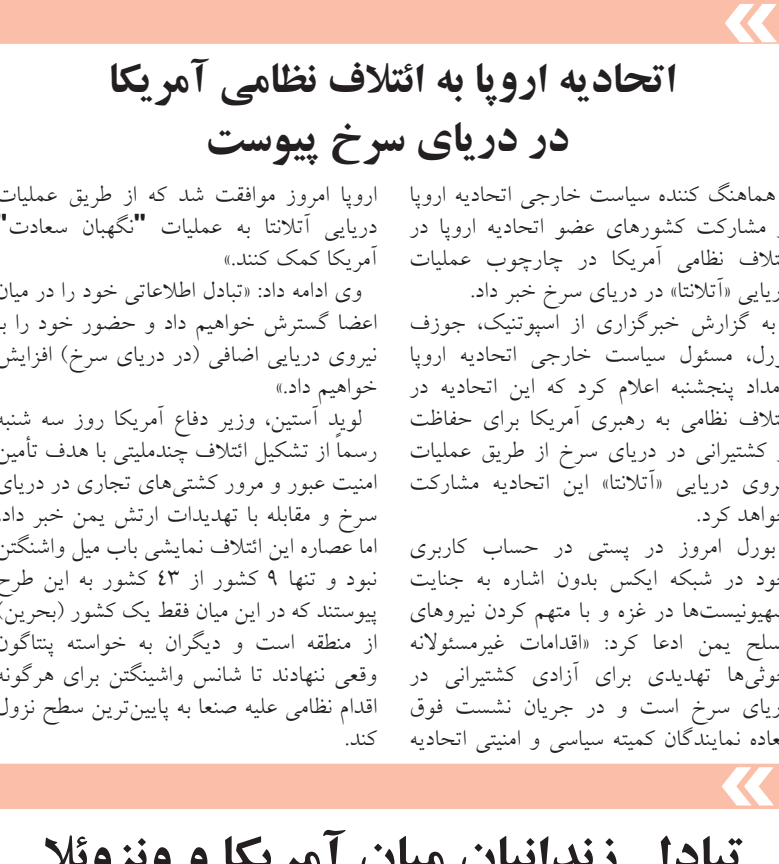 اتحادیه اروپا به ائتلاف نظامی آمریکا
در دریای سرخ پیوست
هماهنگ کننده سیاست خارجی اتحادیه اروپا
مشارکت کشورهای عضو اتحادیه اروپا در
نظامی آمریکا در چارچوب عملیات
«آتلانتا» در دریای سرخ خبر داد.
به گزارش خبرگزاری از اسپوتنیک، جوزف
مسئول سیاست خارجی اتحادیه اروپا
پنجشنبه اعلام کرد که این اتحادیه در
نظامی به رهبری آمریکا برای حفاظت
کشتیرانی در دریای سرخ از طریق عملیات
دریایی «آتلانتا» این اتحادیه مشارکت
کرد.
بورل امروز در پستی در حساب کاربری
در شبکه ایکس بدون اشاره به جنایت
در غزه و با متهم کردن نیروهای
یمن ادعا کرد: «اقدامات غیرمسئولانه
تهدیدی برای آزادی کشتیرانی در
سرخ است و در جریان نشست فوق
نمایندگان کمیته سیاسی و امنیتی اتحادیه
اروپا امروز موافقت شد که از طریق عملیات
دریایی آتلانتا به عملیات "نگهبان سعادت"
آمریکا کمک کنند.»
وی ادامه داد: «تبادل اطلاعاتی خود را در میان
اعضا گسترش خواهیم داد و حضور خود را با
نیروی دریایی اضافی (در دریای سرخ) افزایش
خواهیم داد.»
لوید آستین، وزیر دفاع آمریکا روز سه شنبه
رسماً از تشکیل ائتلاف چندملیتی با هدف تأمین
امنیت عبور و مرور کشتی‌های تجاری در دریای
سرخ و مقابله با تهدیدات ارتش یمن خبر داد.
اما عصاره این ائتلاف نمایشی باب میل واشنگتن
نبود و تنها ۹ کشور از ۴۳ کشور به این طرح
پیوستند که در این میان فقط یک کشور (بحرین)
از منطقه است و دیگران به خواسته پنتاگون
وقعی ننهادند تا شانس واشینگتن برای هرگونه
اقدام نظامی علیه صنعا به پایین‌ترین سطح نزول
کند.
تبادل زندانیان میان آمریکا و ونزوئلا